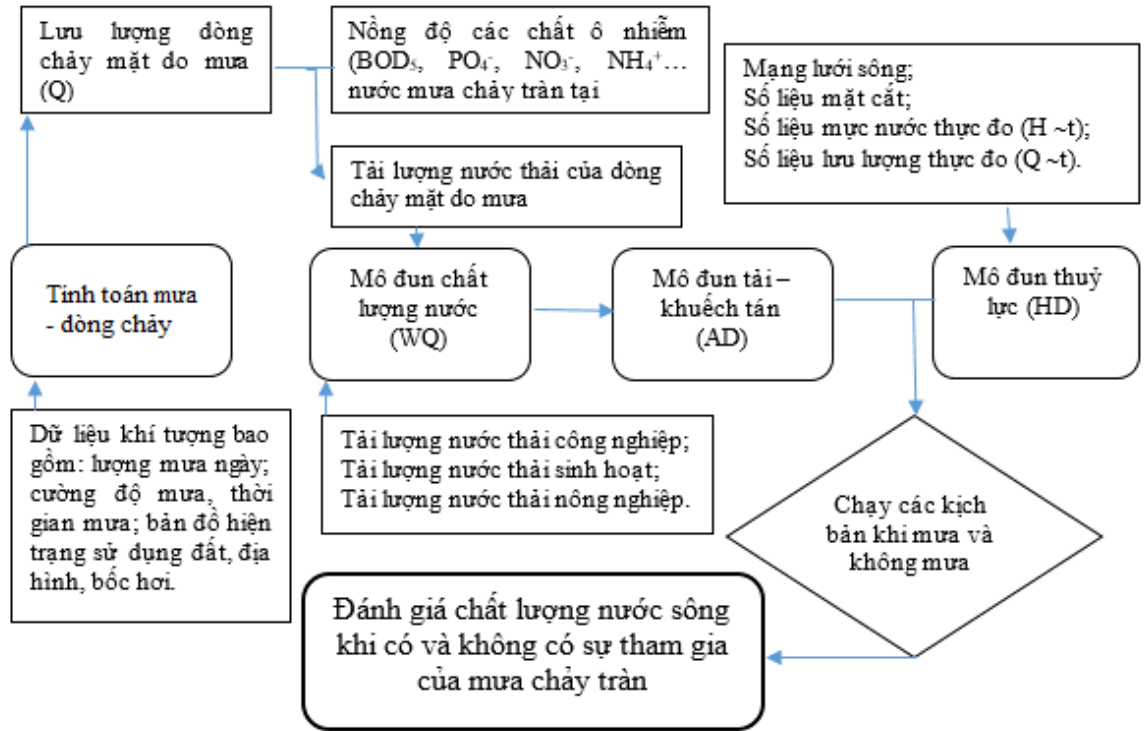 Lưu lượng dòng
chảy mặt do mưa
(Q)
Nồng độ các chất ô nhiễm
(BOD₅, PO₄⁻, NO₃⁻, NH₄⁺…
nước mưa chảy tràn tại
Mạng lưới sông;
Số liệu mặt cắt;
Số liệu mực nước thực đo (H ~t);
Số liệu lưu lượng thực đo (Q ~t).
Tải lượng nước thải của dòng
chảy mặt do mưa
Tính toán mưa
- dòng chảy
Mô đun chất
lượng nước
(WQ)
Mô đun tải –
khuếch tán
(AD)
Mô đun thuỷ
lực (HD)
Dữ liệu khí tượng bao
gồm: lượng mưa ngày;
cường độ mưa, thời
gian mưa; bản đồ hiện
trạng sử dụng đất, địa
hình, bốc hơi.
Tải lượng nước thải công nghiệp;
Tải lượng nước thải sinh hoạt;
Tải lượng nước thải nông nghiệp.
Chạy các kịch
bản khi mưa và
không mưa
Đánh giá chất lượng nước sông
khi có và không có sự tham gia
của mưa chảy tràn